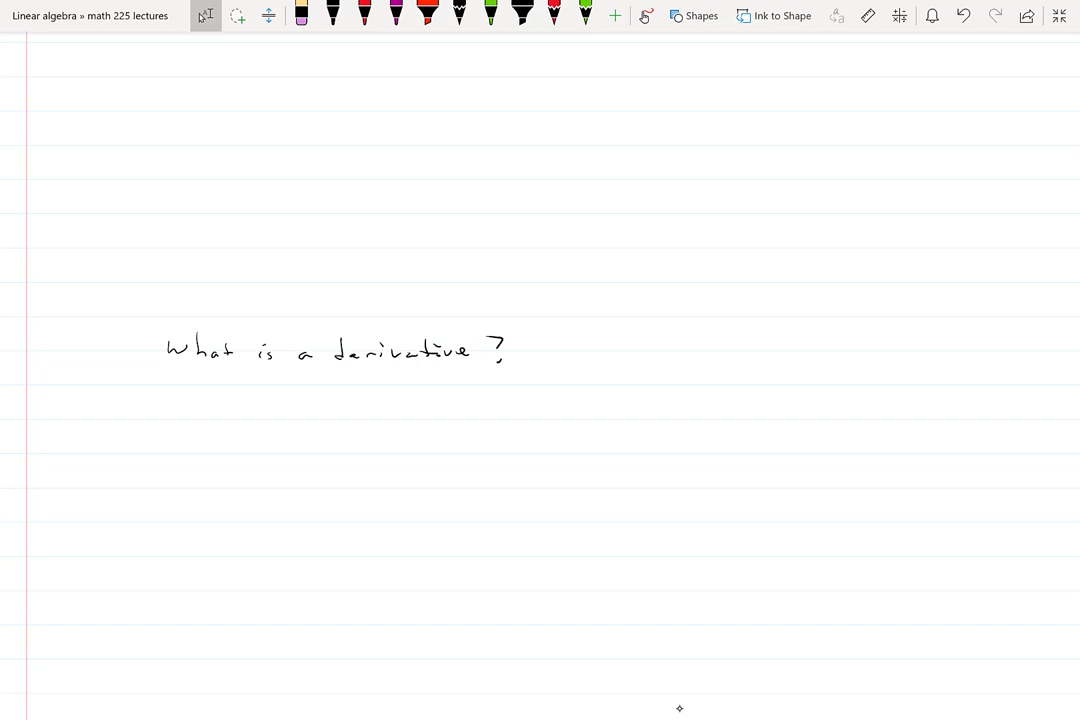 Linear algebra » math 225 lectures
Shapes
Ink to Shape
What is a derivative?